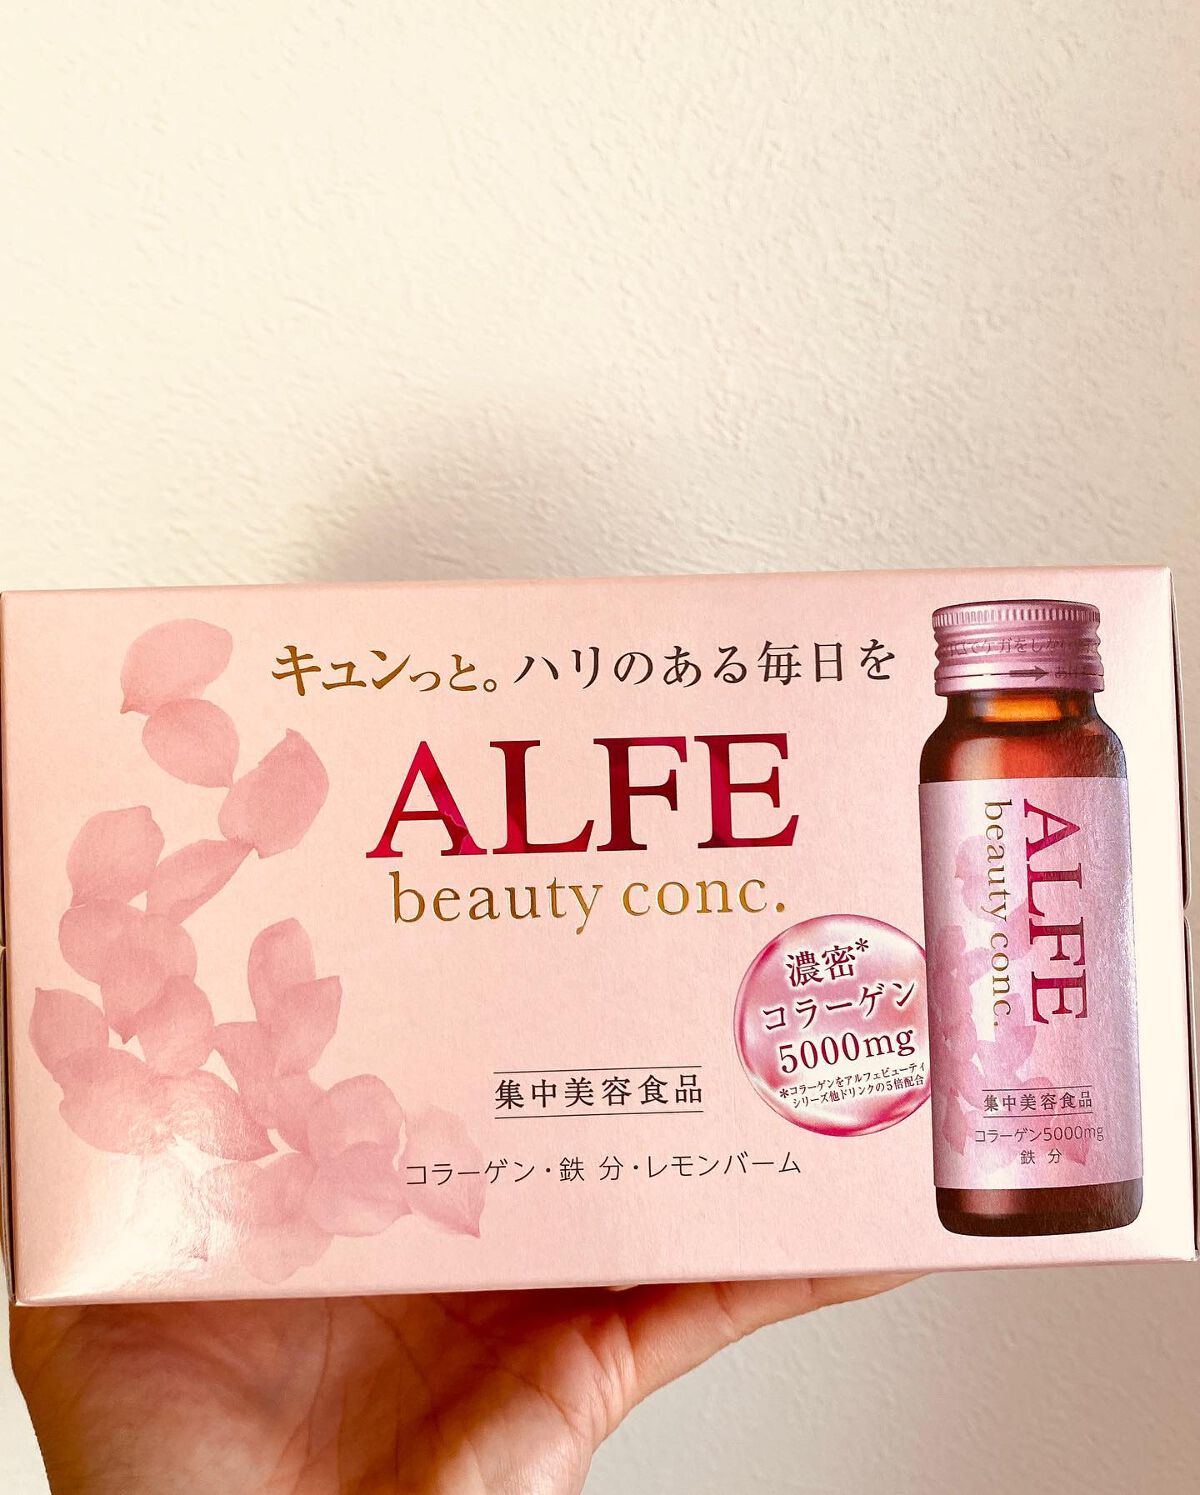 キュンっと。ハリのある毎日を
ALFE
beauty conc.
濃密*
コラーゲン
5000mg
*コラーゲンをアルフェビューティ
シリーズ他ドリンクの5倍配合
集中美容食品
コラーゲン・鉄 分・レモンバーム
ALFE
beauty conc.
集中美容食品
コラーゲン5000mg
鉄 分